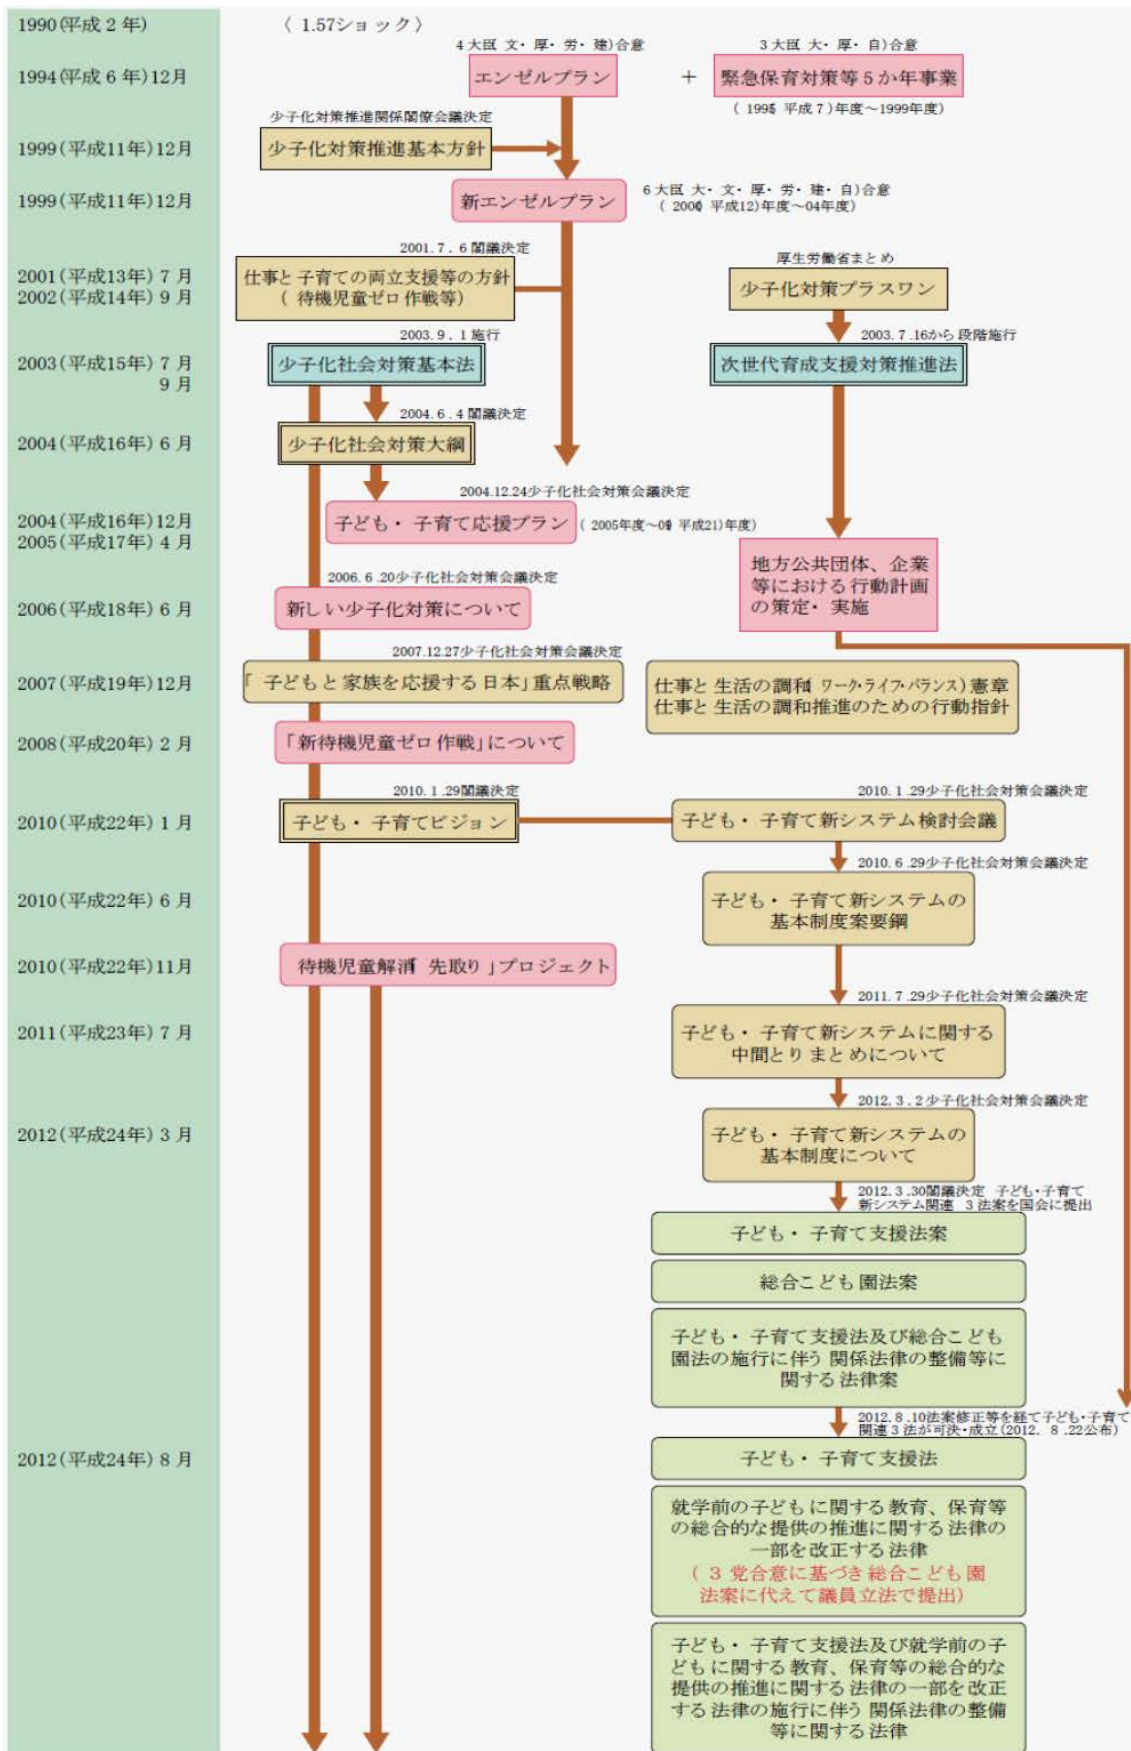 1990(平成2年)
〈 1.57ショック〉
4大臣( 文・厚・労・建)合意
3大臣( 大・厚・自)合意
1994(平成6年)12月
エンゼルプラン
+
緊急保育対策等5か年事業
( 1995( 平成7)年度〜1999年度)
少子化対策推進関係閣僚会議決定
1999(平成11年)12月
少子化対策推進基本方針
1999(平成11年)12月
新エンゼルプラン
6大臣( 大・文・厚・労・建・自)合意
( 2000( 平成12)年度〜04年度)
2001.7.6閣議決定
厚生労働省まとめ
2001(平成13年)7月
2002(平成14年)9月
仕事と子育ての両立支援等の方針
( 待機児童ゼロ作戦等)
少子化対策プラスワン
2003.9.1施行
2003.7.16から段階施行
2003(平成15年)7月
9月
少子化社会対策基本法
次世代育成支援対策推進法
2004.6.4閣議決定
2004(平成16年)6月
少子化社会対策大綱
2004.12.24少子化社会対策会議決定
2004(平成16年)12月
2005(平成17年)4月
子ども・子育て応援プラン
( 2005年度〜09( 平成21)年度)
地方公共団体、企業
等における行動計画
の策定・実施
2006.6.20少子化社会対策会議決定
2006(平成18年)6月
新しい少子化対策について
2007.12.27少子化社会対策会議決定
2007(平成19年)12月
「子どもと家族を応援する日本」重点戦略
仕事と生活の調和( ワーク・ライフ・バランス)憲章
仕事と生活の調和推進のための行動指針
2008(平成20年)2月
「新待機児童ゼロ作戦」について
2010.1.29閣議決定
2010.1.29少子化社会対策会議決定
2010(平成22年)1月
子ども・子育てビジョン
子ども・子育て新システム検討会議
2010.6.29少子化社会対策会議決定
2010(平成22年)6月
子ども・子育て新システムの
基本制度案要綱
2010(平成22年)11月
待機児童解消「先取り」プロジェクト
2011.7.29少子化社会対策会議決定
2011(平成23年)7月
子ども・子育て新システムに関する
中間とりまとめについて
2012.3.2少子化社会対策会議決定
2012(平成24年)3月
子ども・子育て新システムの
基本制度について
2012.3.30閣議決定 子ども・子育て
新システム関連 3法案を国会に提出
子ども・子育て支援法案
総合こども園法案
子ども・子育て支援法及び総合こども
園法の施行に伴う関係法律の整備等に
関する法律案
2012.8.10法案修正等を経て子ども・子育て
関連3法が可決・成立(2012.8.22公布)
2012(平成24年)8月
子ども・子育て支援法
就学前の子どもに関する教育、保育等
の総合的な提供の推進に関する法律の
一部を改正する法律
( 3党合意に基づき総合こども園
法案に代えて議員立法で提出)
子ども・子育て支援法及び就学前の子
どもに関する教育、保育等の総合的な
提供の推進に関する法律の一部を改正
する法律の施行に伴う関係法律の整備
等に関する法律